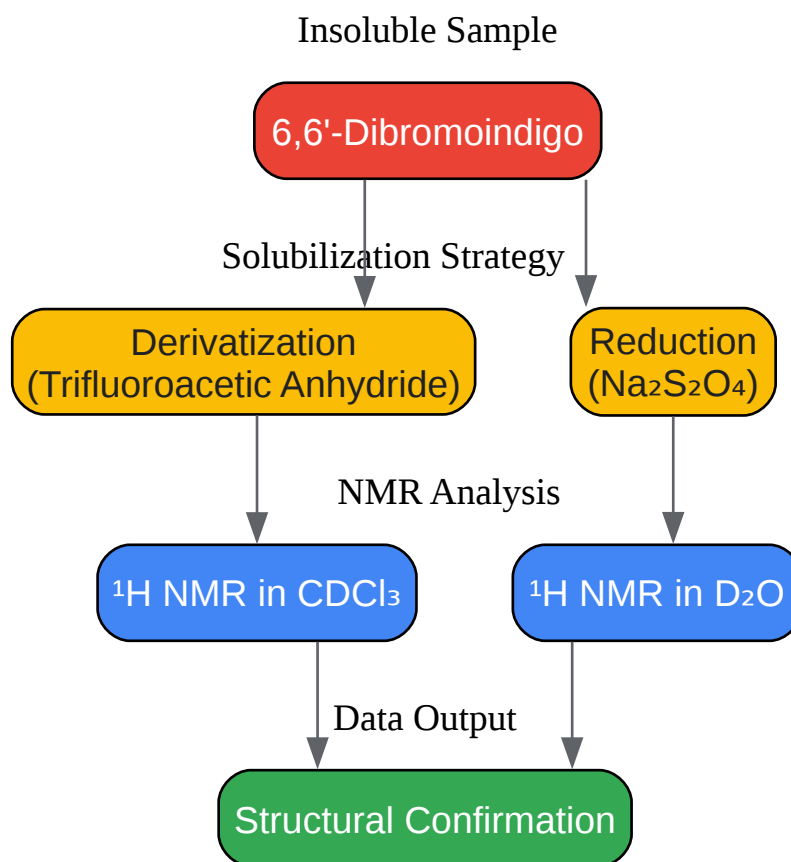 Insoluble Sample
6,6'-Dibromoindigo
Solubilization Strategy
Derivatization
(Trifluoroacetic Anhydride)
Reduction
(Na₂S₂O₄)
NMR Analysis
¹H NMR in CDCl₃
¹H NMR in D₂O
Data Output
Structural Confirmation